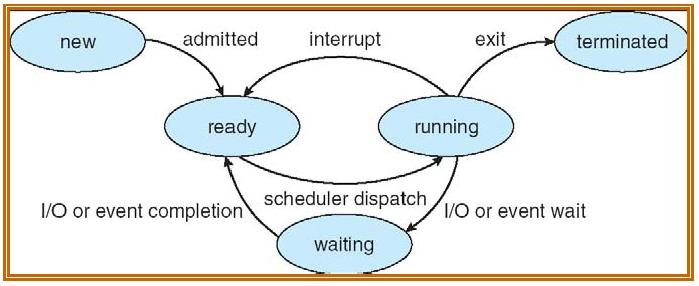 new
admitted
interrupt
exit
terminated
ready
running
scheduler dispatch
I/O or event completion
I/O or event wait
waiting